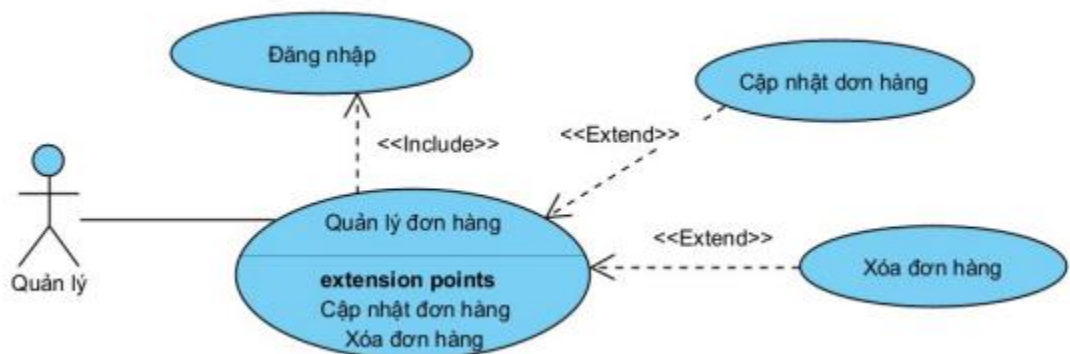 Đăng nhập
Cập nhật dơn hàng
<<Include>>
<<Extend>>
Quản lý
Quản lý đơn hàng
extension points
Cập nhật đơn hàng
Xóa đơn hàng
<<Extend>>
Xóa đơn hàng